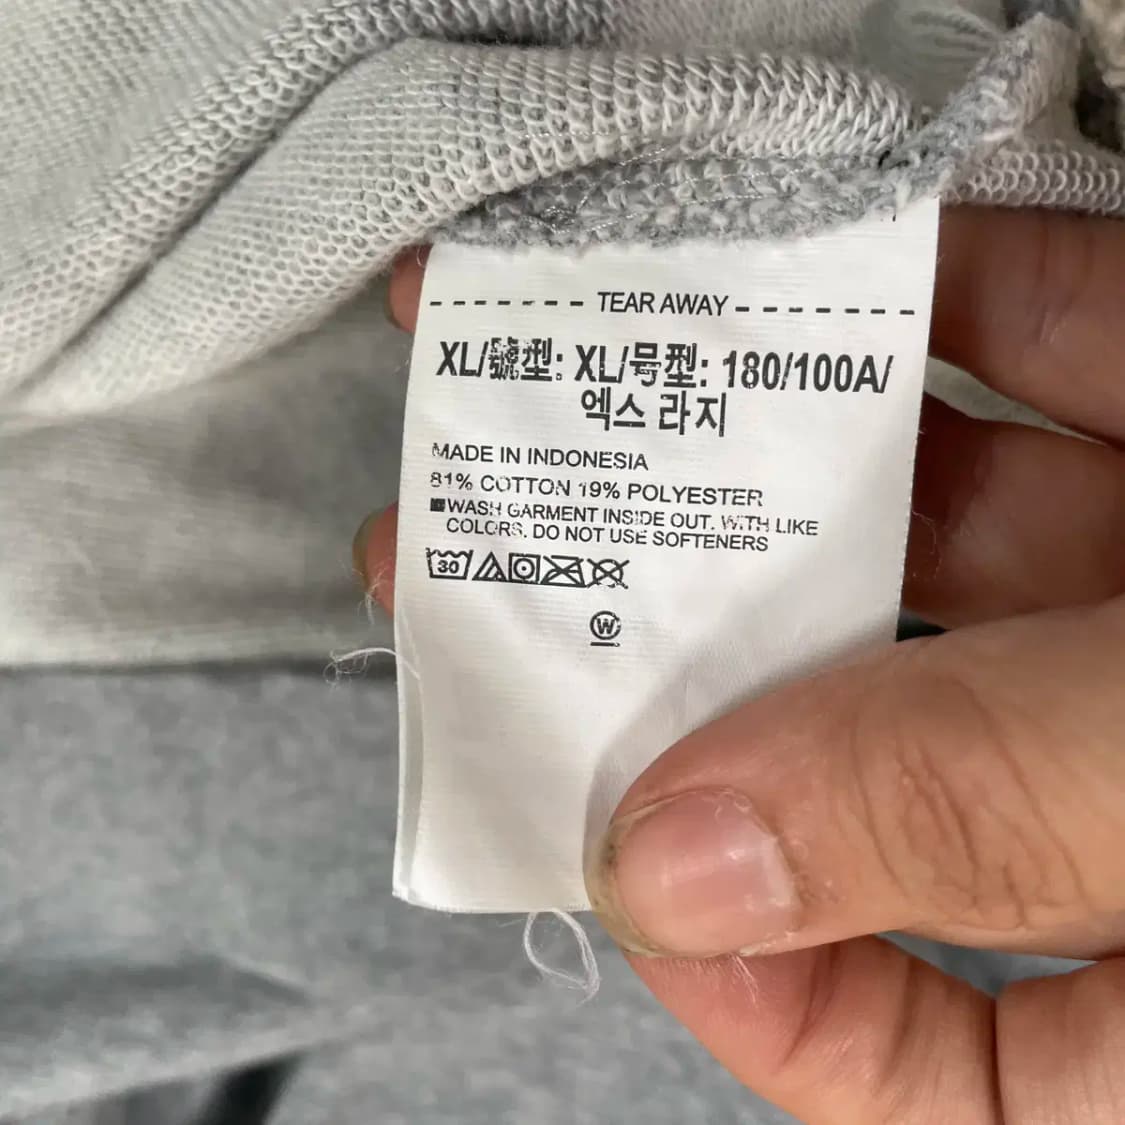 TEAR AWAY
XL/號型: XL/号型: 180/100A/
엑스 라지
MADE IN INDONESIA
81% COTTON 19% POLYESTER
WASH GARMENT INSIDE OUT. WITH LIKE
COLORS. DO NOT USE SOFTENERS
30
W